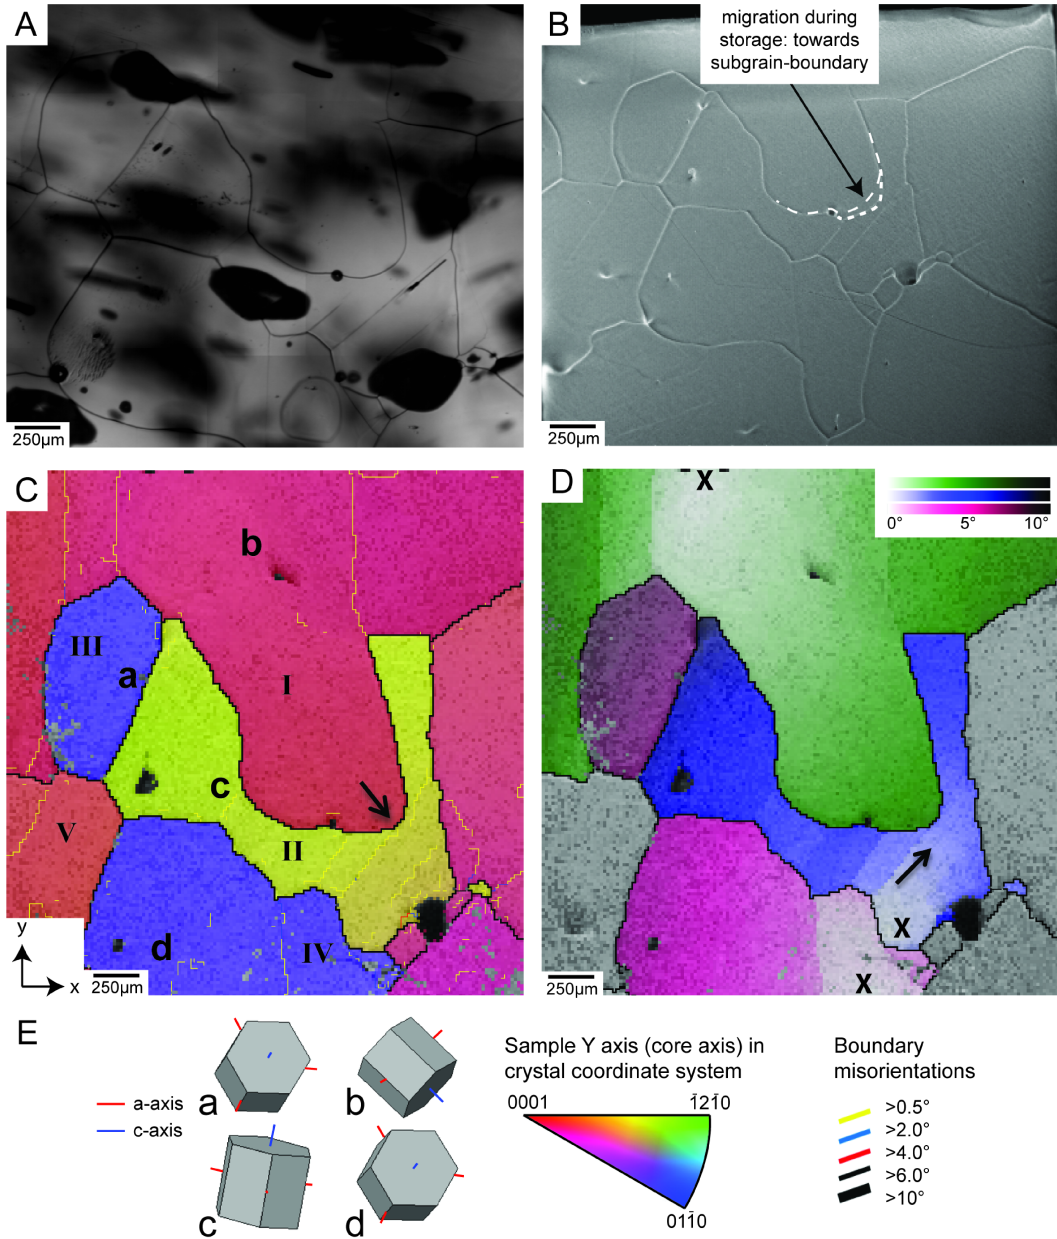 A
250µm
B
migration during
storage: towards
subgrain-boundary
250µm
C
b
III
a
I
c
V
II
d
IV
y
x
250µm
D
X
0° 5° 10°
X
X
250µm
E
a-axis
c-axis
a
b
c
d
Sample Y axis (core axis) in
crystal coordinate system
0001
1̄21̄0
011̄0
Boundary
misorientations
>0.5°
>2.0°
>4.0°
>6.0°
>10°